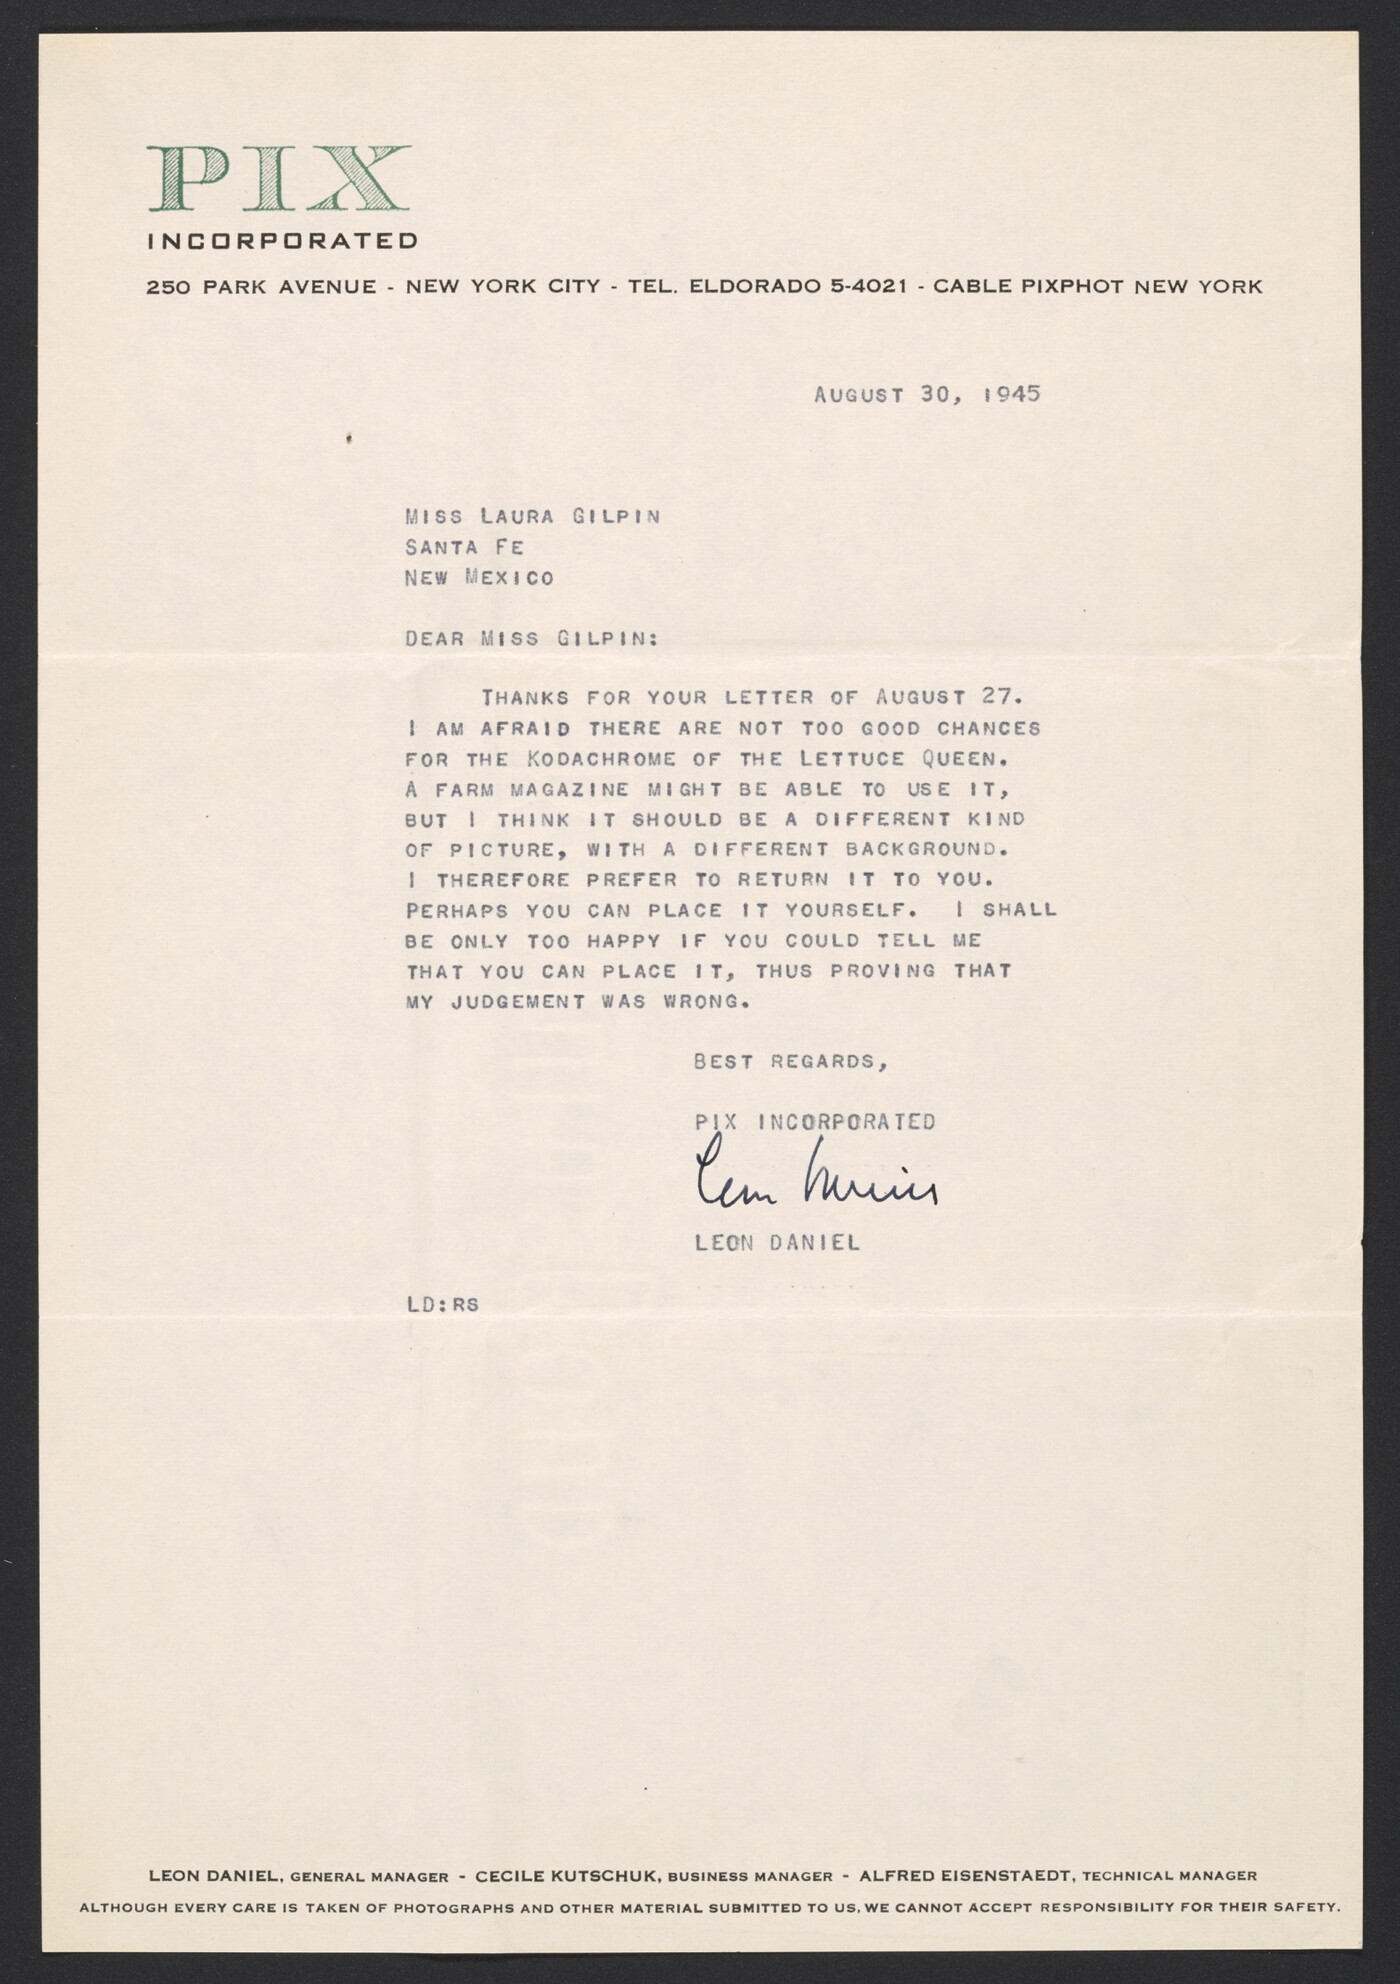 PIX
INCORPORATED
250 PARK AVENUE - NEW YORK CITY - TEL. ELDORADO 5-4021 - CABLE PIXPHOT NEW YORK
AUGUST 30, 1945
MISS LAURA GILPIN
SANTA FE
NEW MEXICO
DEAR MISS GILPIN:
THANKS FOR YOUR LETTER OF AUGUST 27.
I AM AFRAID THERE ARE NOT TOO GOOD CHANCES
FOR THE KODACHROME OF THE LETTUCE QUEEN.
A FARM MAGAZINE MIGHT BE ABLE TO USE IT,
BUT I THINK IT SHOULD BE A DIFFERENT KIND
OF PICTURE, WITH A DIFFERENT BACKGROUND.
I THEREFORE PREFER TO RETURN IT TO YOU.
PERHAPS YOU CAN PLACE IT YOURSELF. I SHALL
BE ONLY TOO HAPPY IF YOU COULD TELL ME
THAT YOU CAN PLACE IT, THUS PROVING THAT
MY JUDGEMENT WAS WRONG.
BEST REGARDS,
PIX INCORPORATED
Leon Daniel
LEON DANIEL
LD:RS
LEON DANIEL, GENERAL MANAGER - CECILE KUTSCHUK, BUSINESS MANAGER - ALFRED EISENSTAEDT, TECHNICAL MANAGER
ALTHOUGH EVERY CARE IS TAKEN OF PHOTOGRAPHS AND OTHER MATERIAL SUBMITTED TO US, WE CANNOT ACCEPT RESPONSIBILITY FOR THEIR SAFETY.